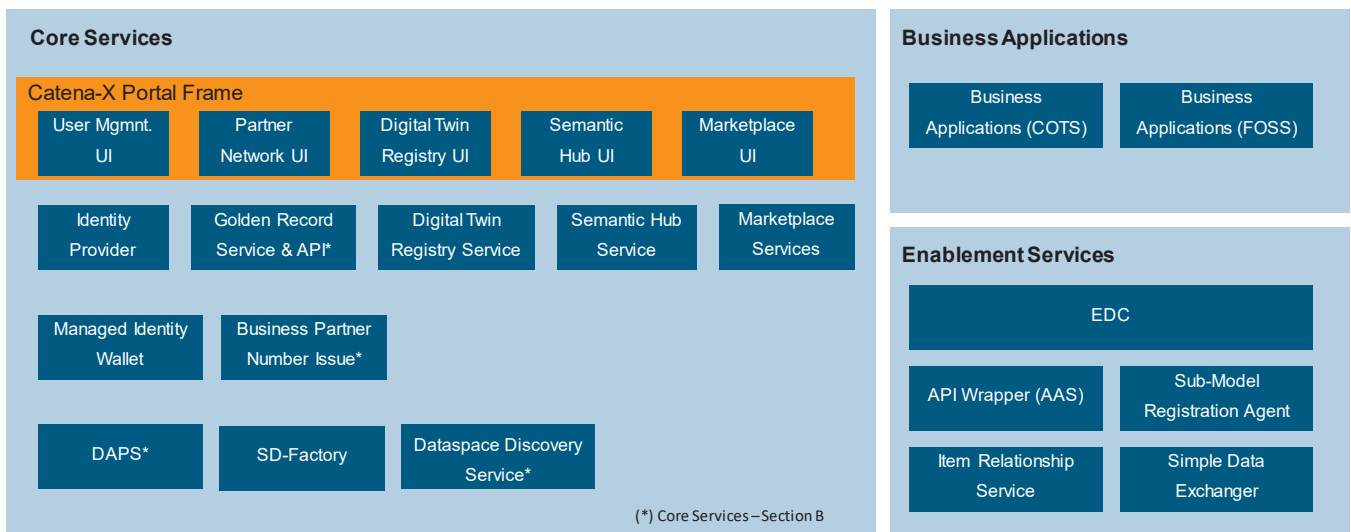 Core Services
Catena-X Portal Frame
User Mgmnt.
UI
Partner
Network UI
Digital Twin
Registry UI
Semantic
Hub UI
Marketplace
UI
Identity
Provider
Golden Record
Service & API*
Digital Twin
Registry Service
Semantic Hub
Service
Marketplace
Services
Managed Identity
Wallet
Business Partner
Number Issue*
DAPS*
SD-Factory
Dataspace Discovery
Service*
(*) Core Services – Section B
Business Applications
Business
Applications (COTS)
Business
Applications (FOSS)
Enablement Services
EDC
API Wrapper (AAS)
Sub-Model
Registration Agent
Item Relationship
Service
Simple Data
Exchanger